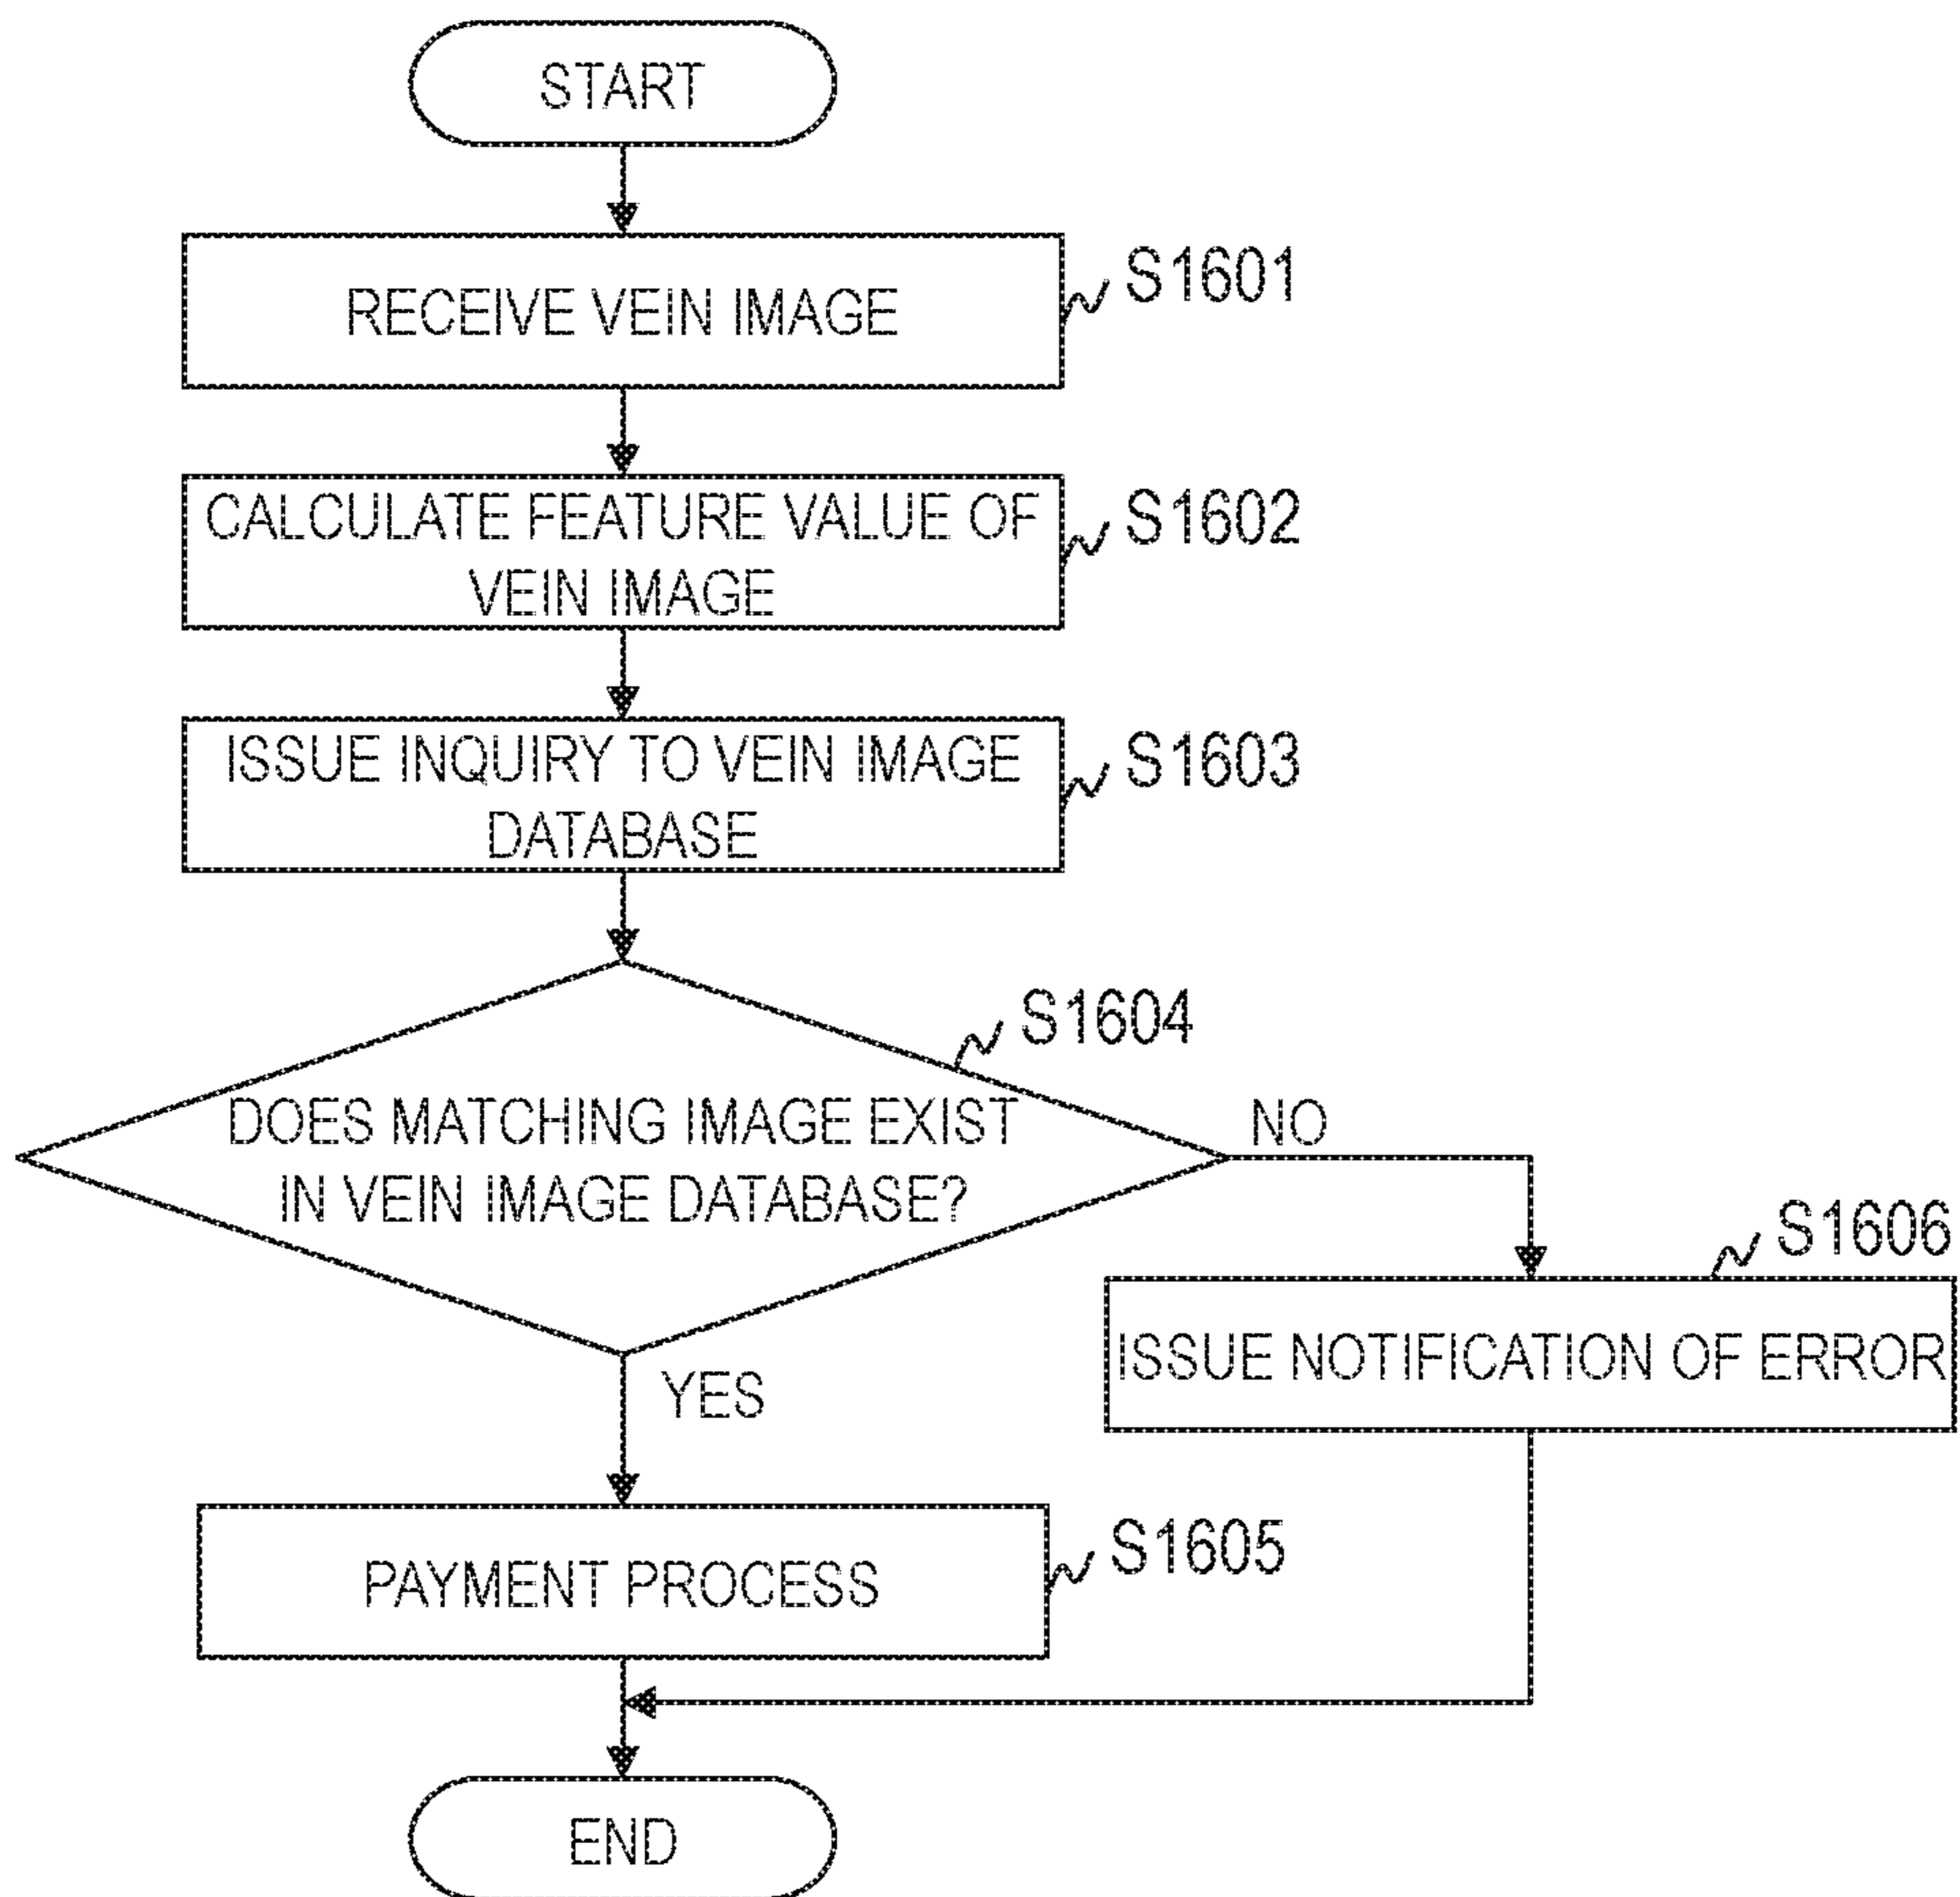 START
RECEIVE VEIN IMAGE
S1601
CALCULATE FEATURE VALUE OF
VEIN IMAGE
S1602
ISSUE INQUIRY TO VEIN IMAGE
DATABASE
S1603
S1604
DOES MATCHING IMAGE EXIST
IN VEIN IMAGE DATABASE?
NO
S1606
ISSUE NOTIFICATION OF ERROR
YES
PAYMENT PROCESS
S1605
END